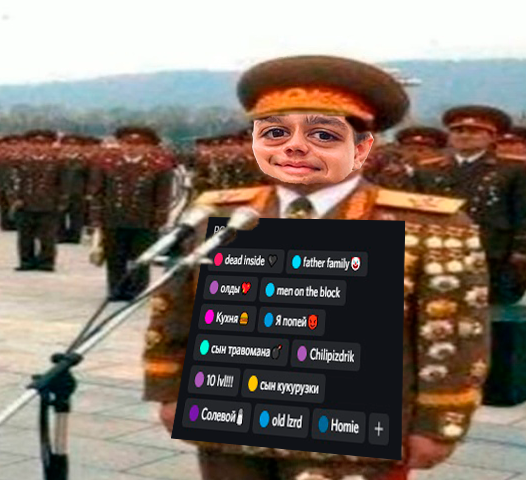 dead inside 🖤 father family 🤡
олды ❤️ men on the block
Кухня 🍔 Я попей 😡
сын травомана 💣 Chilipizdrik
10 lvl!!! сын кукурузки
Солевой🧂 old lzrd Homie +